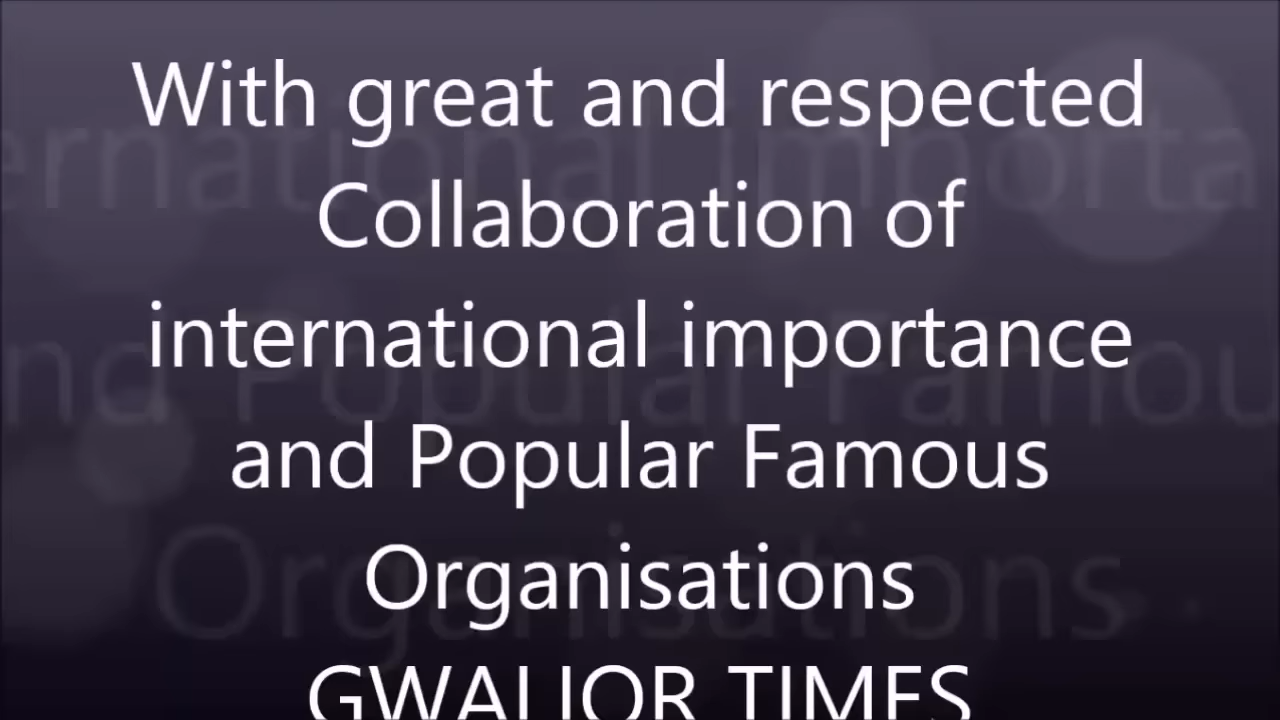 With great and respected
Collaboration of
international importance
and Popular Famous
Organisations
GWALIOR TIMES